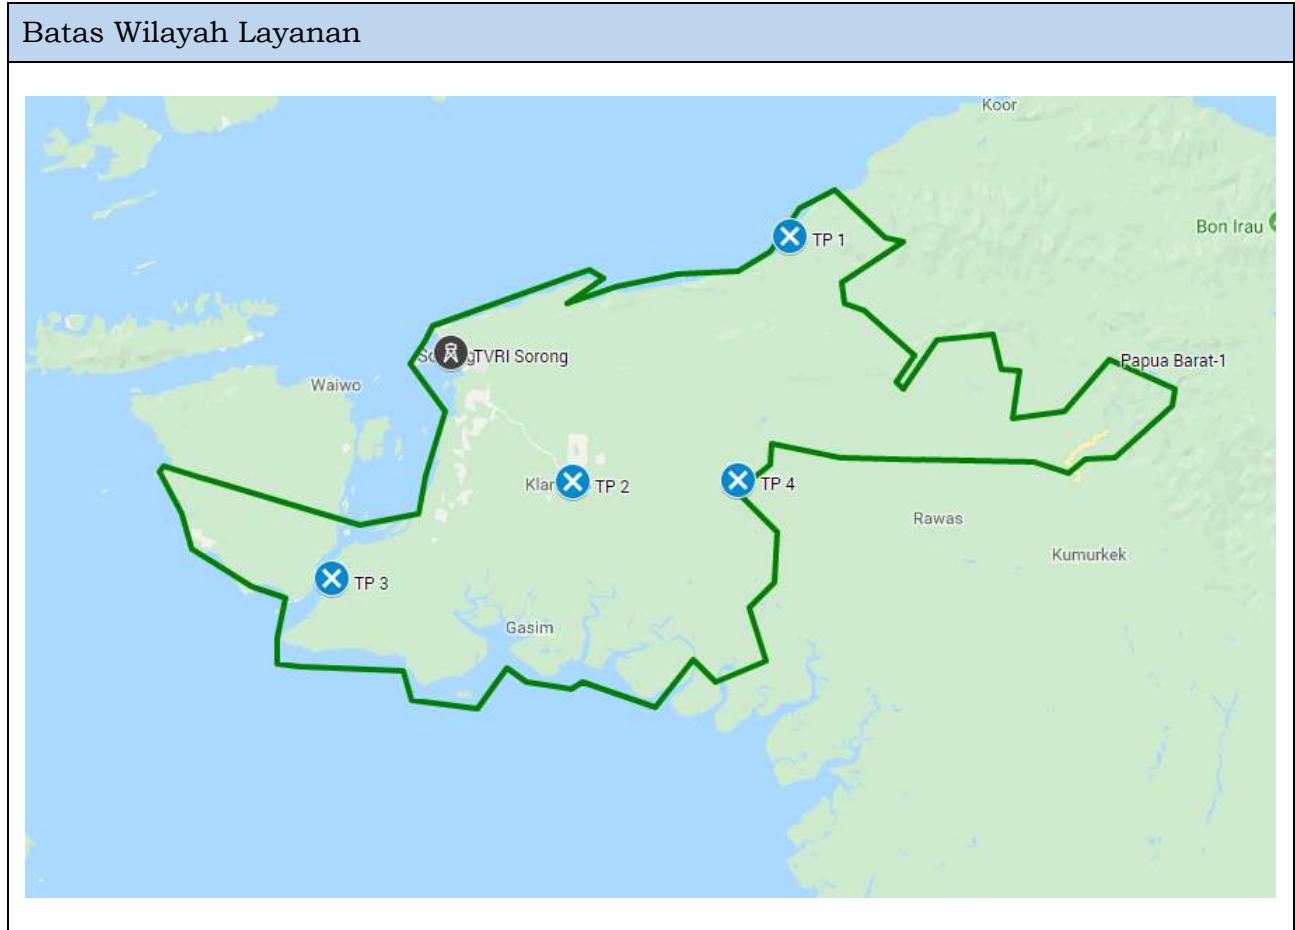 Batas Wilayah Layanan
Koor
Bon Irau
TP 1
TVRI Sorong
Papua Barat-1
Waiwo
TP 2
TP 4
Rawas
Kumurkek
TP 3
Gasim